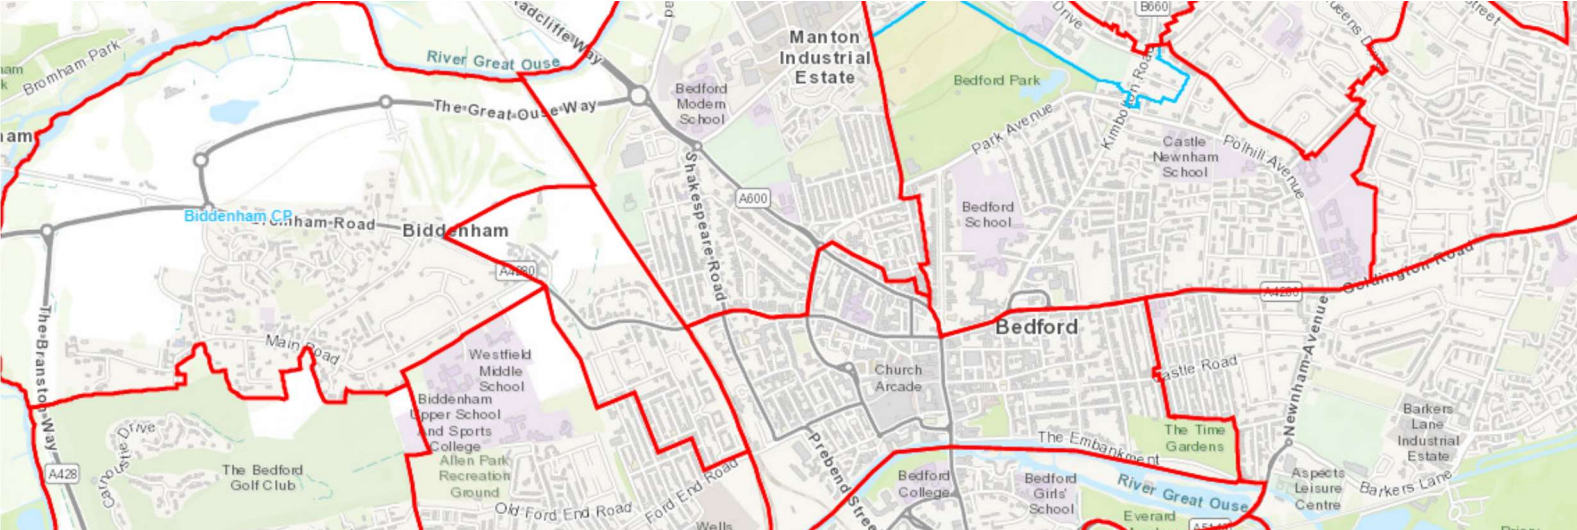 Radcliffe Way
Drive
B660
Manton
Industrial
Estate
Bromham Park
River Great Ouse
Bedford Park
Bedford
Modern
School
The Great Ouse Way
Kimbolton Road
Park Avenue
Castle
Newnham
School
Polhill Avenue
Shakespeare Road
A600
Bedford
School
Biddenham CP
Bromham Road
Biddenham
A4280
Goldington Road
A4280
The Branston Way
Bedford
Main Road
Westfield
Middle
School
Church
Arcade
Castle Road
Newnham Avenue
Biddenham
Upper School
And Sports
College
Barkers
Lane
Industrial
Estate
Carnoustie Drive
The Time
Gardens
Prebend Stree
The Embankment
A428
The Bedford
Golf Club
Allen Park
Recreation
Ground
Ford End Road
Old Ford End Road
Bedford
College
Bedford
Girls'
School
River Great Ouse
Aspects
Leisure
Centre
Barkers Lane
Everard
Wells